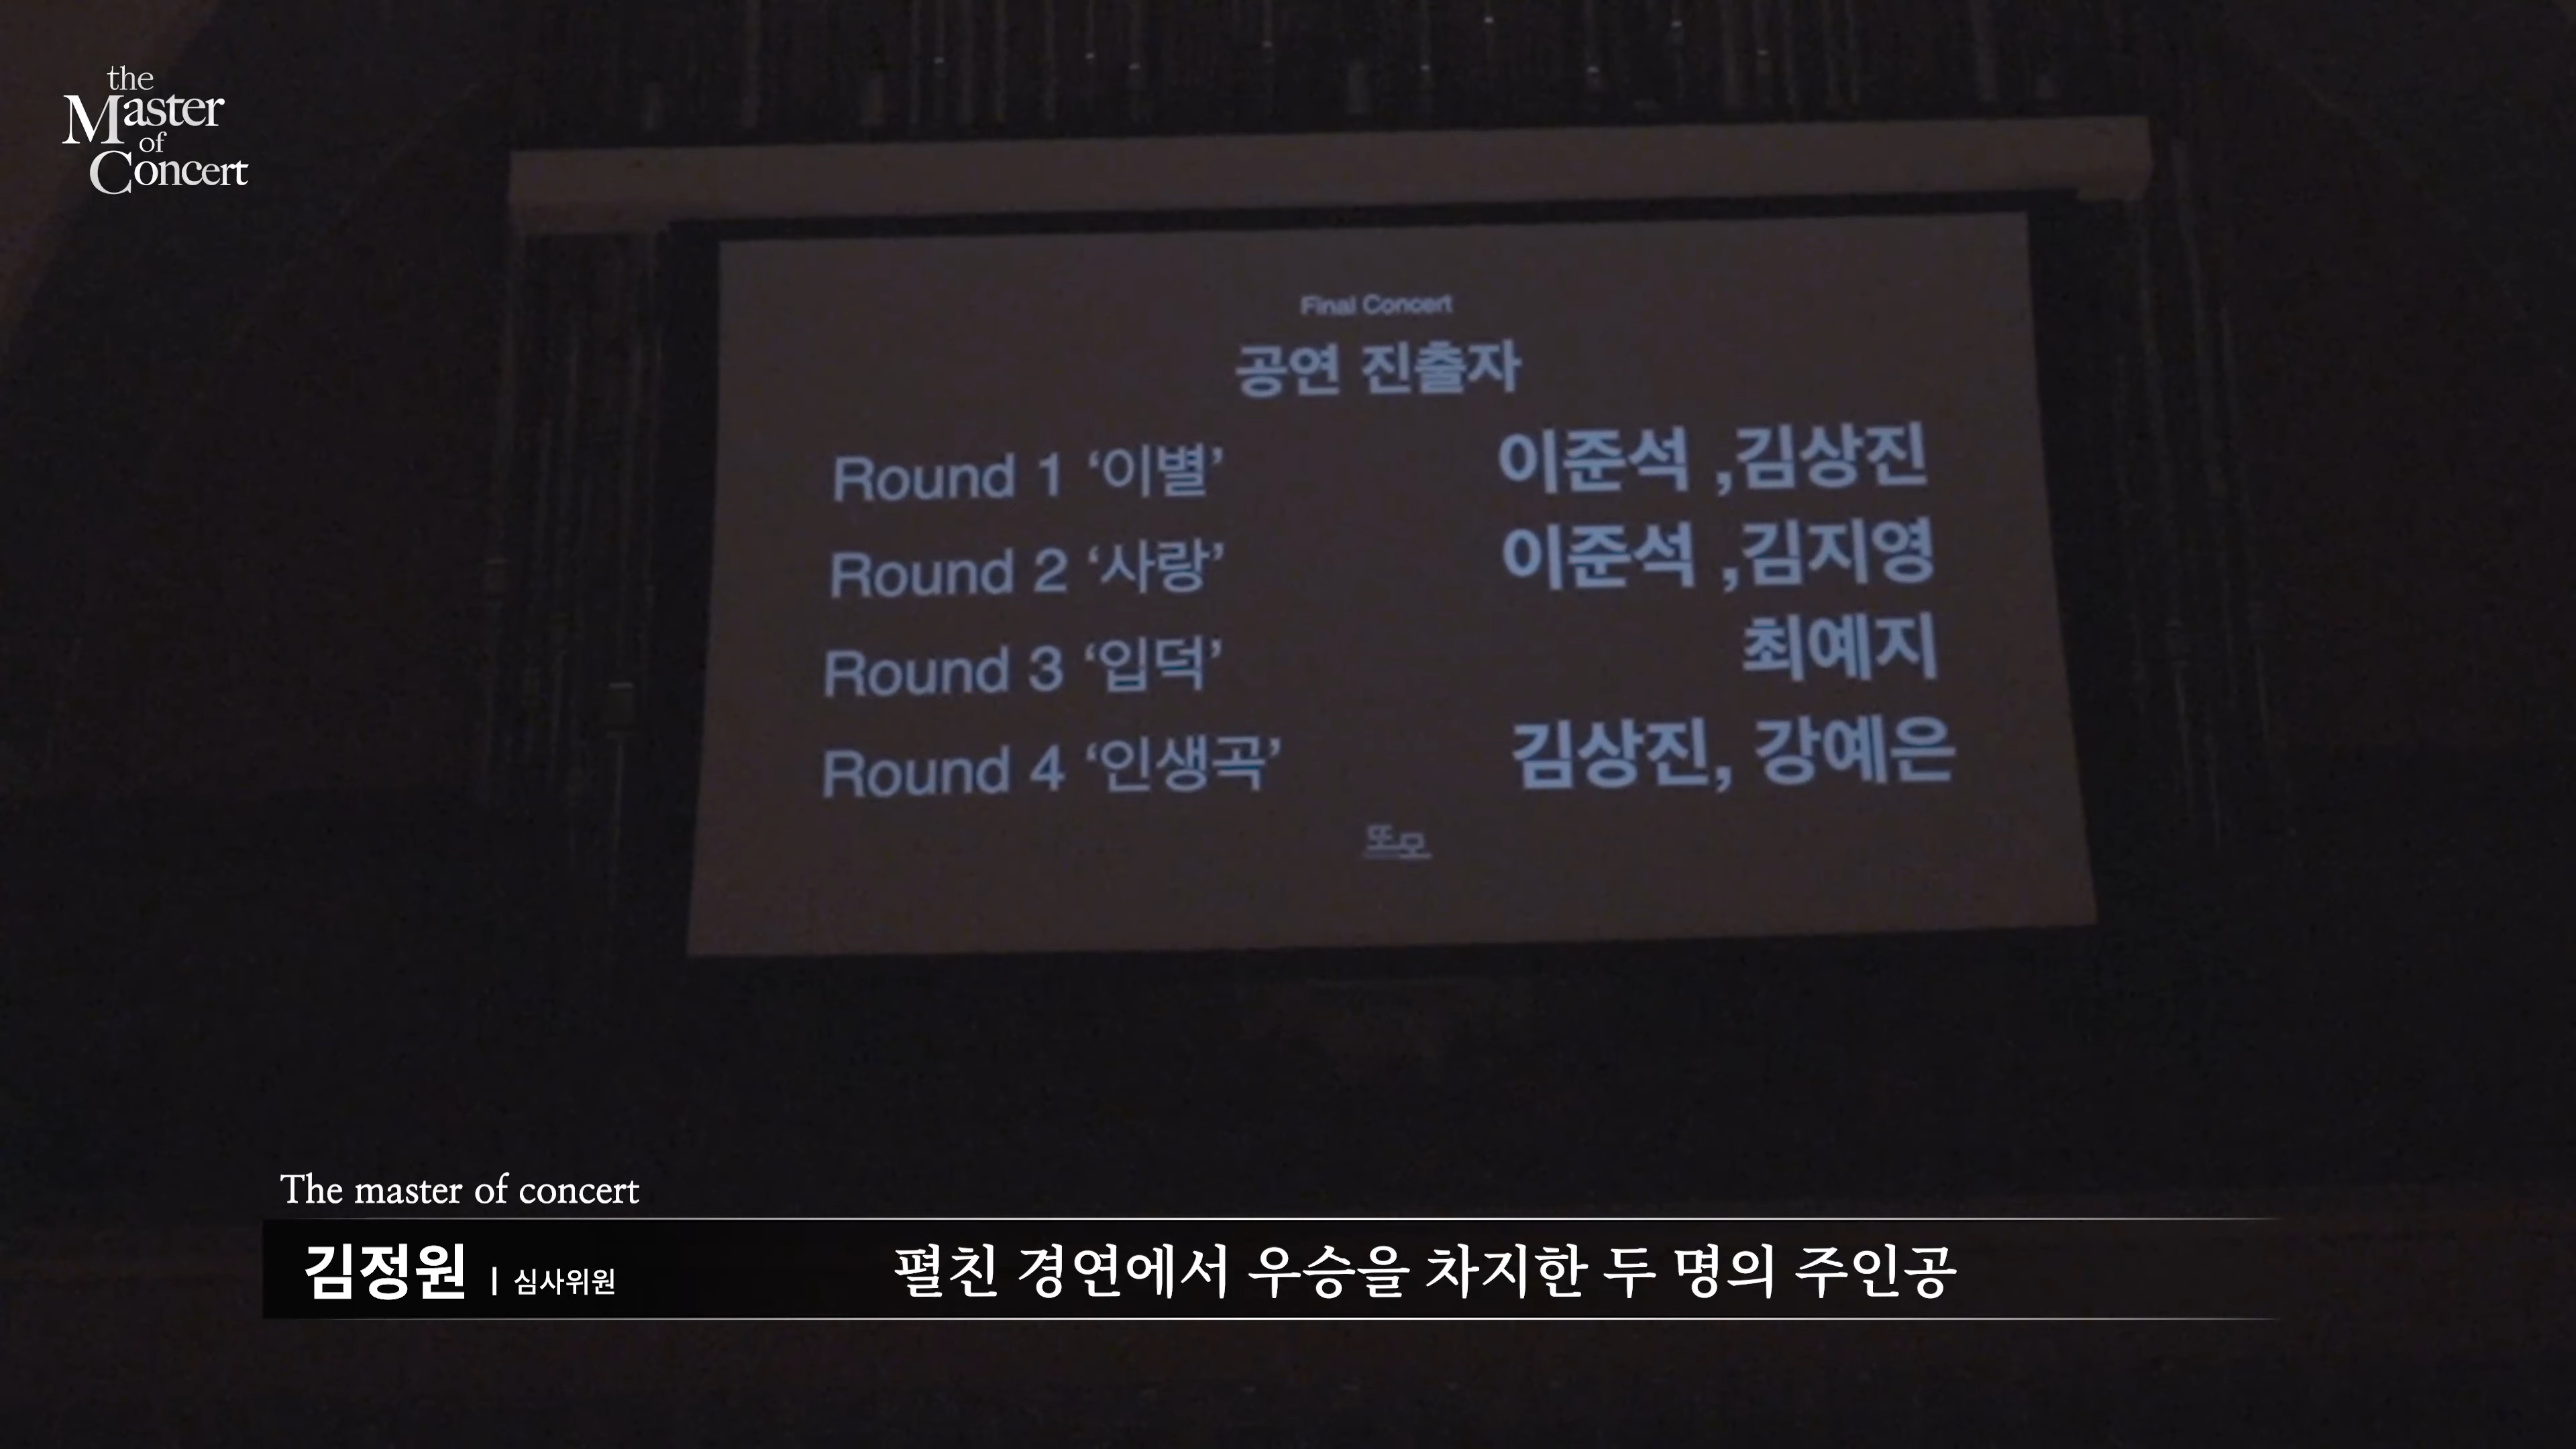 the
Master
of
Concert
Final Concert
공연 진출자
Round 1 ‘이별’ 이준석 ,김상진
Round 2 ‘사랑’ 이준석 ,김지영
Round 3 ‘입덕’ 최예지
Round 4 ‘인생곡’ 김상진, 강예은
또모
The master of concert
김정원 | 심사위원 펼친 경연에서 우승을 차지한 두 명의 주인공